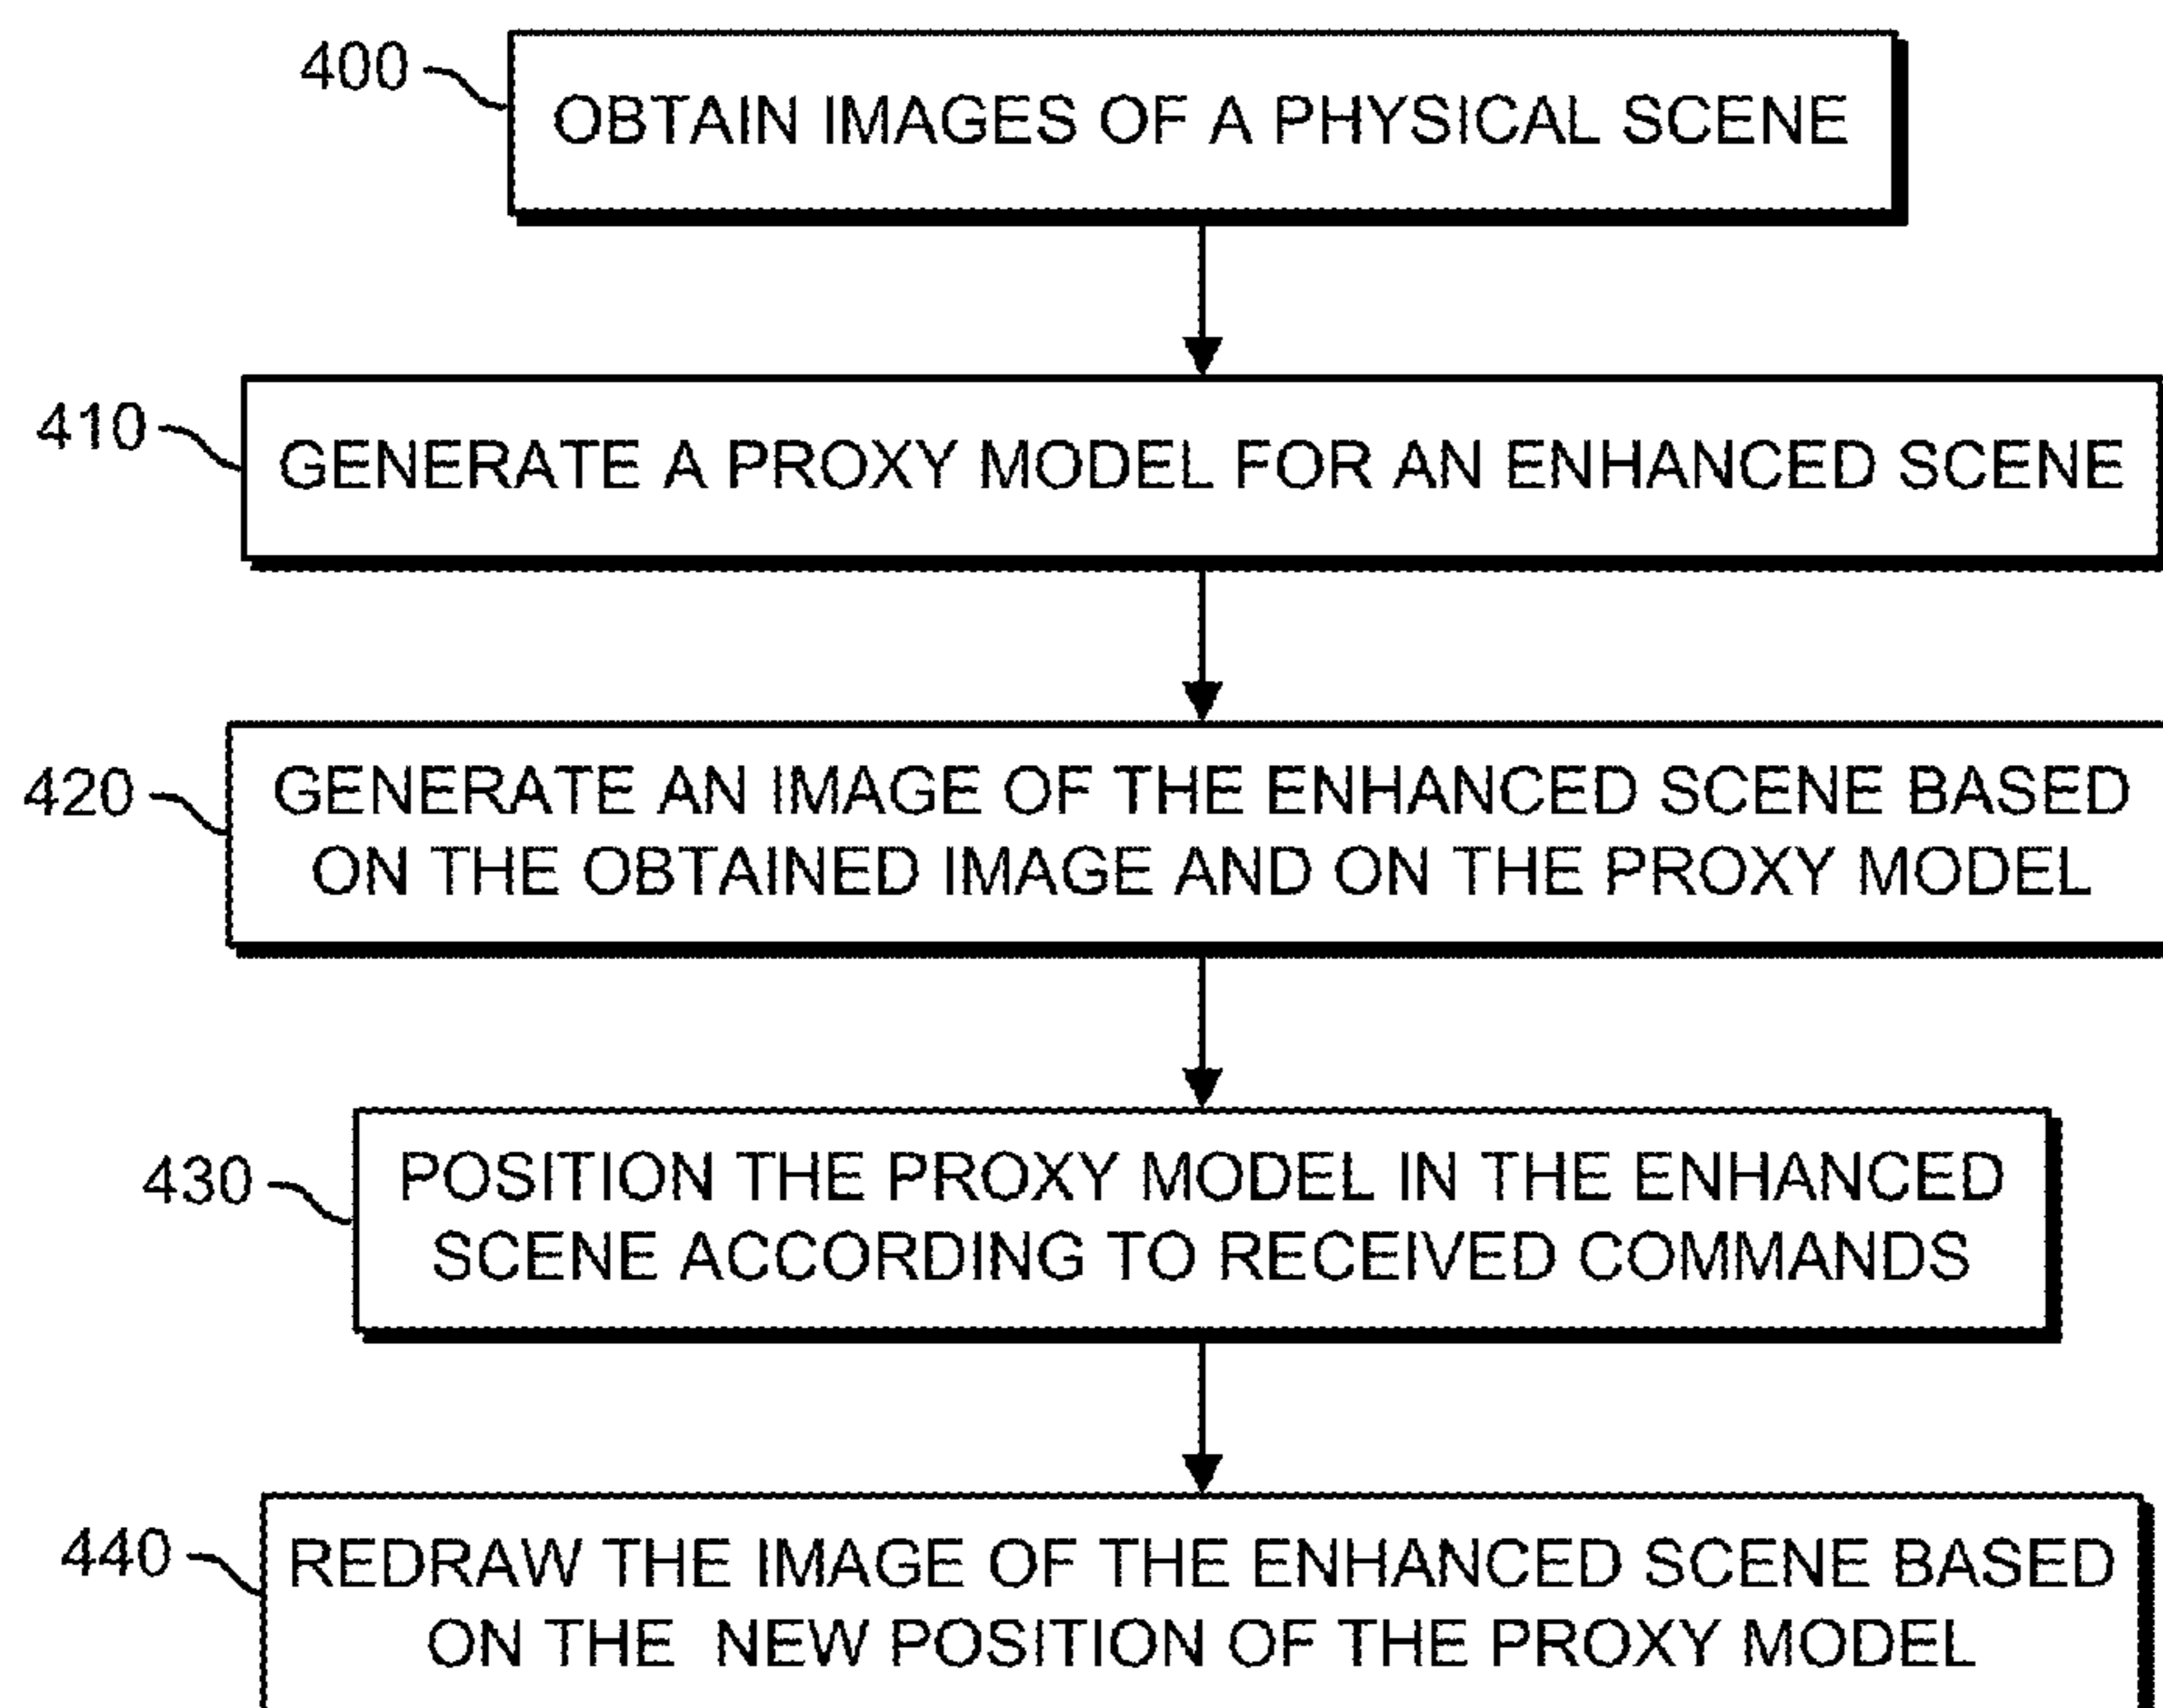 400
OBTAIN IMAGES OF A PHYSICAL SCENE
410
GENERATE A PROXY MODEL FOR AN ENHANCED SCENE
420
GENERATE AN IMAGE OF THE ENHANCED SCENE BASED
ON THE OBTAINED IMAGE AND ON THE PROXY MODEL
430
POSITION THE PROXY MODEL IN THE ENHANCED
SCENE ACCORDING TO RECEIVED COMMANDS
440
REDRAW THE IMAGE OF THE ENHANCED SCENE BASED
ON THE NEW POSITION OF THE PROXY MODEL